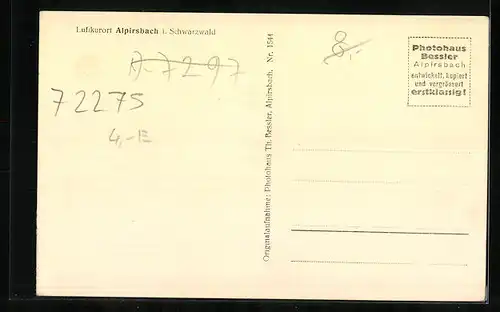 Luftkurort Alpirsbach i. Schwarzwald
A-7297
72275
4,-E
Originalaufnahme: Photohaus Th. Bessler, Alpirsbach, Nr. 1544
8,-
Photohaus
Bessler
Alpirsbach
entwickelt, kopiert
und vergrössert
erstklassig!